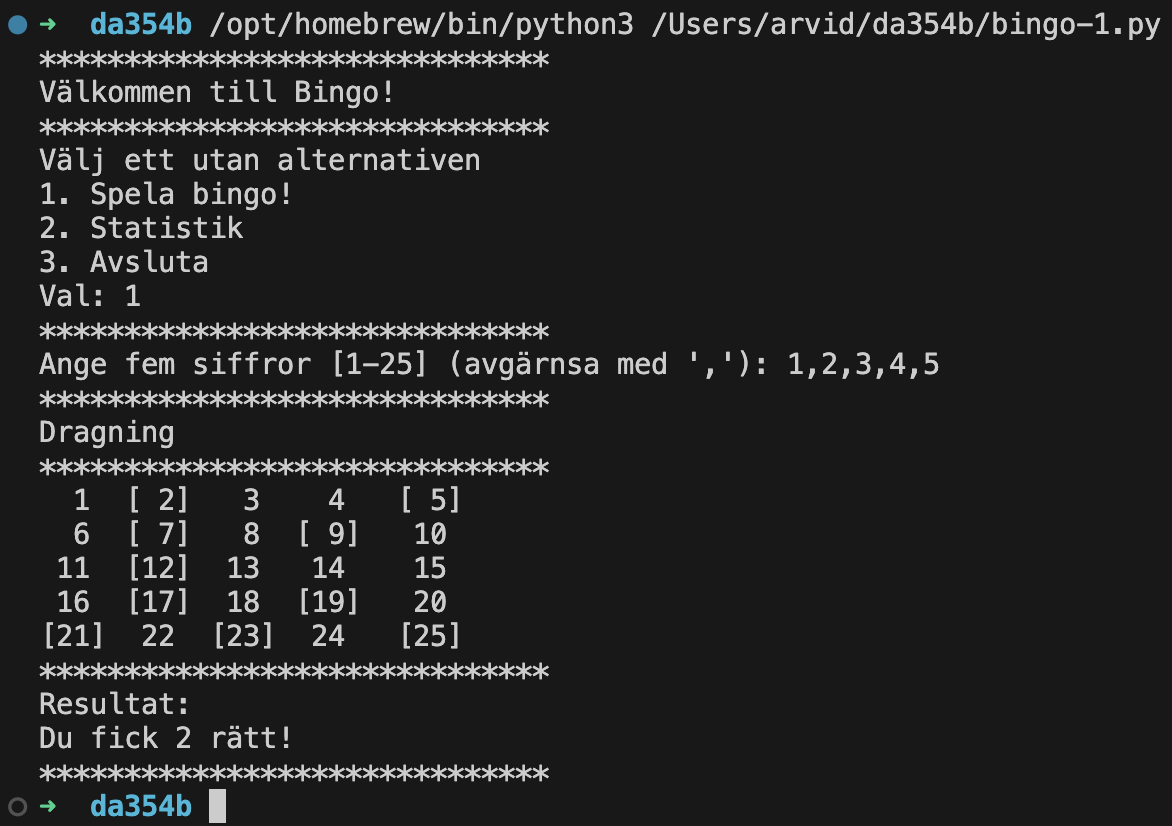 ➜  da354b /opt/homebrew/bin/python3 /Users/arvid/da354b/bingo-1.py
******************************
Välkommen till Bingo!
******************************
Välj ett utan alternativen
1. Spela bingo!
2. Statistik
3. Avsluta
Val: 1
******************************
Ange fem siffror [1-25] (avgärnsa med ','): 1,2,3,4,5
******************************
Dragning
******************************
  1  [ 2]   3    4   [ 5]
  6  [ 7]   8  [ 9]   10
 11  [12]  13   14    15
 16  [17]  18  [19]   20
[21]  22  [23]  24   [25]
******************************
Resultat:
Du fick 2 rätt!
******************************
➜  da354b